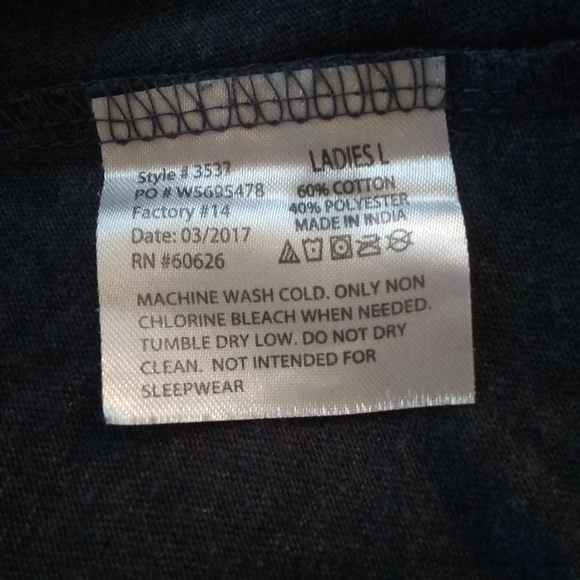 Style # 3537
PO # W5695478
Factory #14
Date: 03/2017
RN #60626
LADIES L
60% COTTON
40% POLYESTER
MADE IN INDIA
MACHINE WASH COLD. ONLY NON
CHLORINE BLEACH WHEN NEEDED.
TUMBLE DRY LOW. DO NOT DRY
CLEAN. NOT INTENDED FOR
SLEEPWEAR